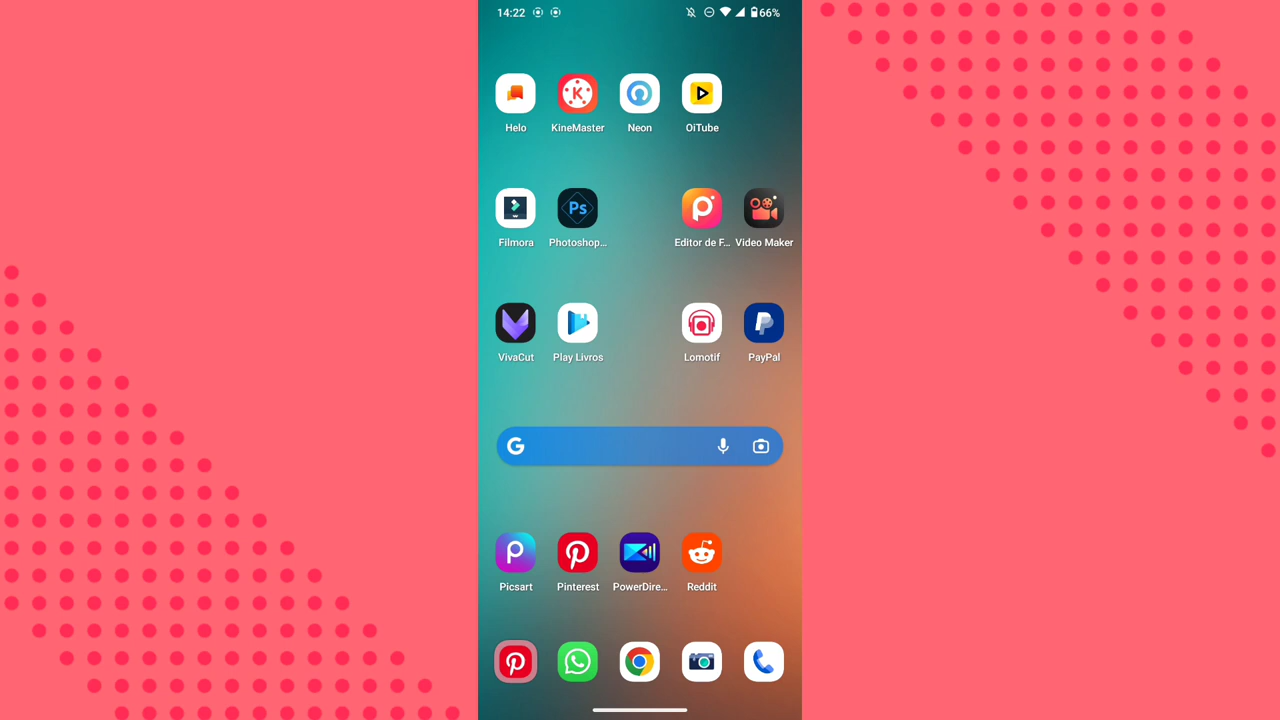 14:22 66%
Helo KineMaster Neon OiTube
Filmora Photoshop... Editor de F... Video Maker
VivaCut Play Livros Lomotif PayPal
Picsart Pinterest PowerDire... Reddit